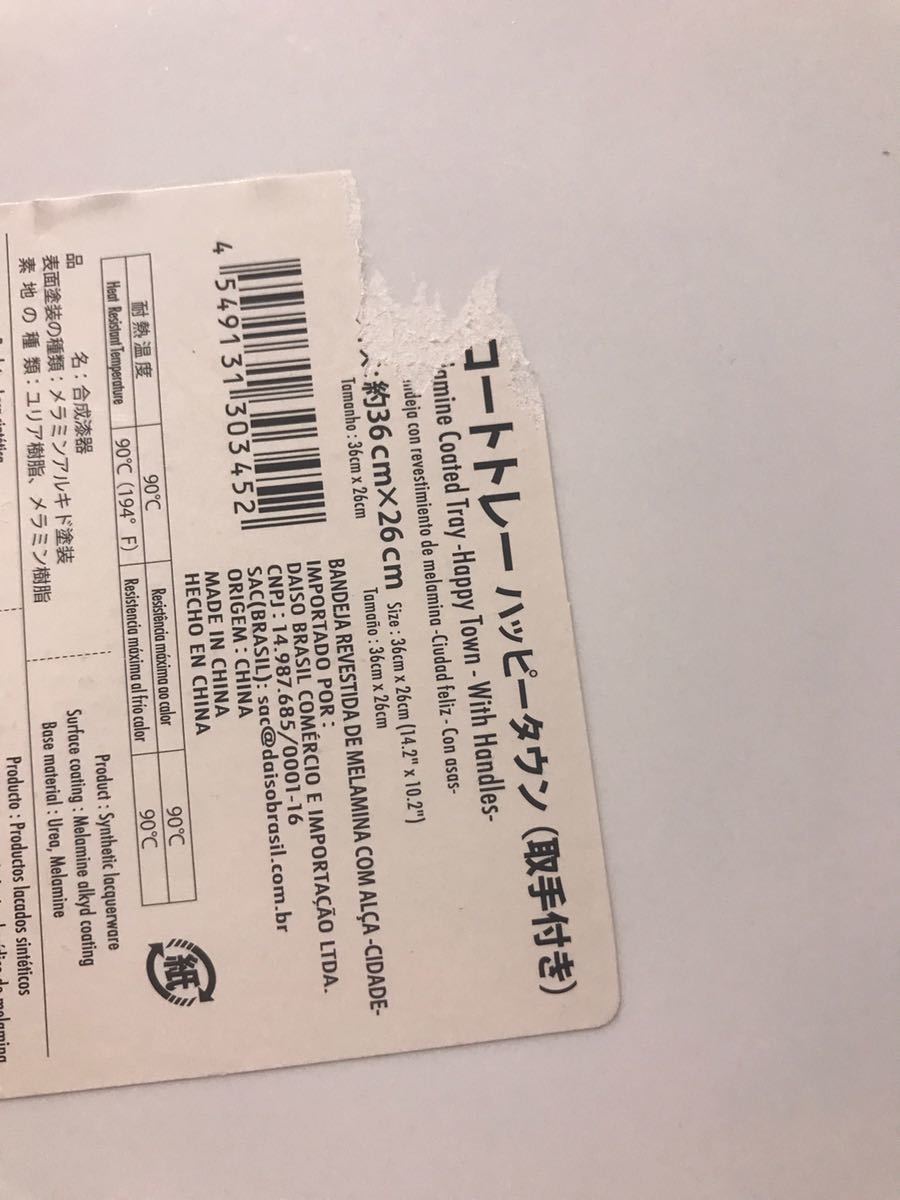 コートトレー ハッピータウン (取手付き)
Coated Tray -Happy Town - With Handles-
con revestimiento de melamina -Ciudad feliz - Con asas-
約36cm×26cm Size : 36cm x 26cm (14.2" x 10.2")
Tamanho : 36cm x 26cm Tamaño : 36cm x 26cm
4 549131 303452
BANDEJA REVESTIDA DE MELAMINA COM ALÇA -CIDADE-
IMPORTADO POR :
DAISO BRASIL COMÉRCIO E IMPORTAÇÃO LTDA.
CNPJ : 14.987.685/0001-16
SAC(BRASIL): sac@daisobrasil.com.br
ORIGEM : CHINA
MADE IN CHINA
HECHO EN CHINA
耐熱温度 90℃ Resistência máxima ao calor 90℃
Heat Resistant Temperature 90℃ (194° F) Resistencia máxima al frío calor 90℃
紙
品 名：合成漆器
表面塗装の種類：メラミンアルキド塗装
素地の種類：ユリア樹脂、メラミン樹脂
Product : Synthetic lacquerware
Surface coating : Melamine alkyd coating
Base material : Urea, Melamine
Producto : Productos lacados sintéticos